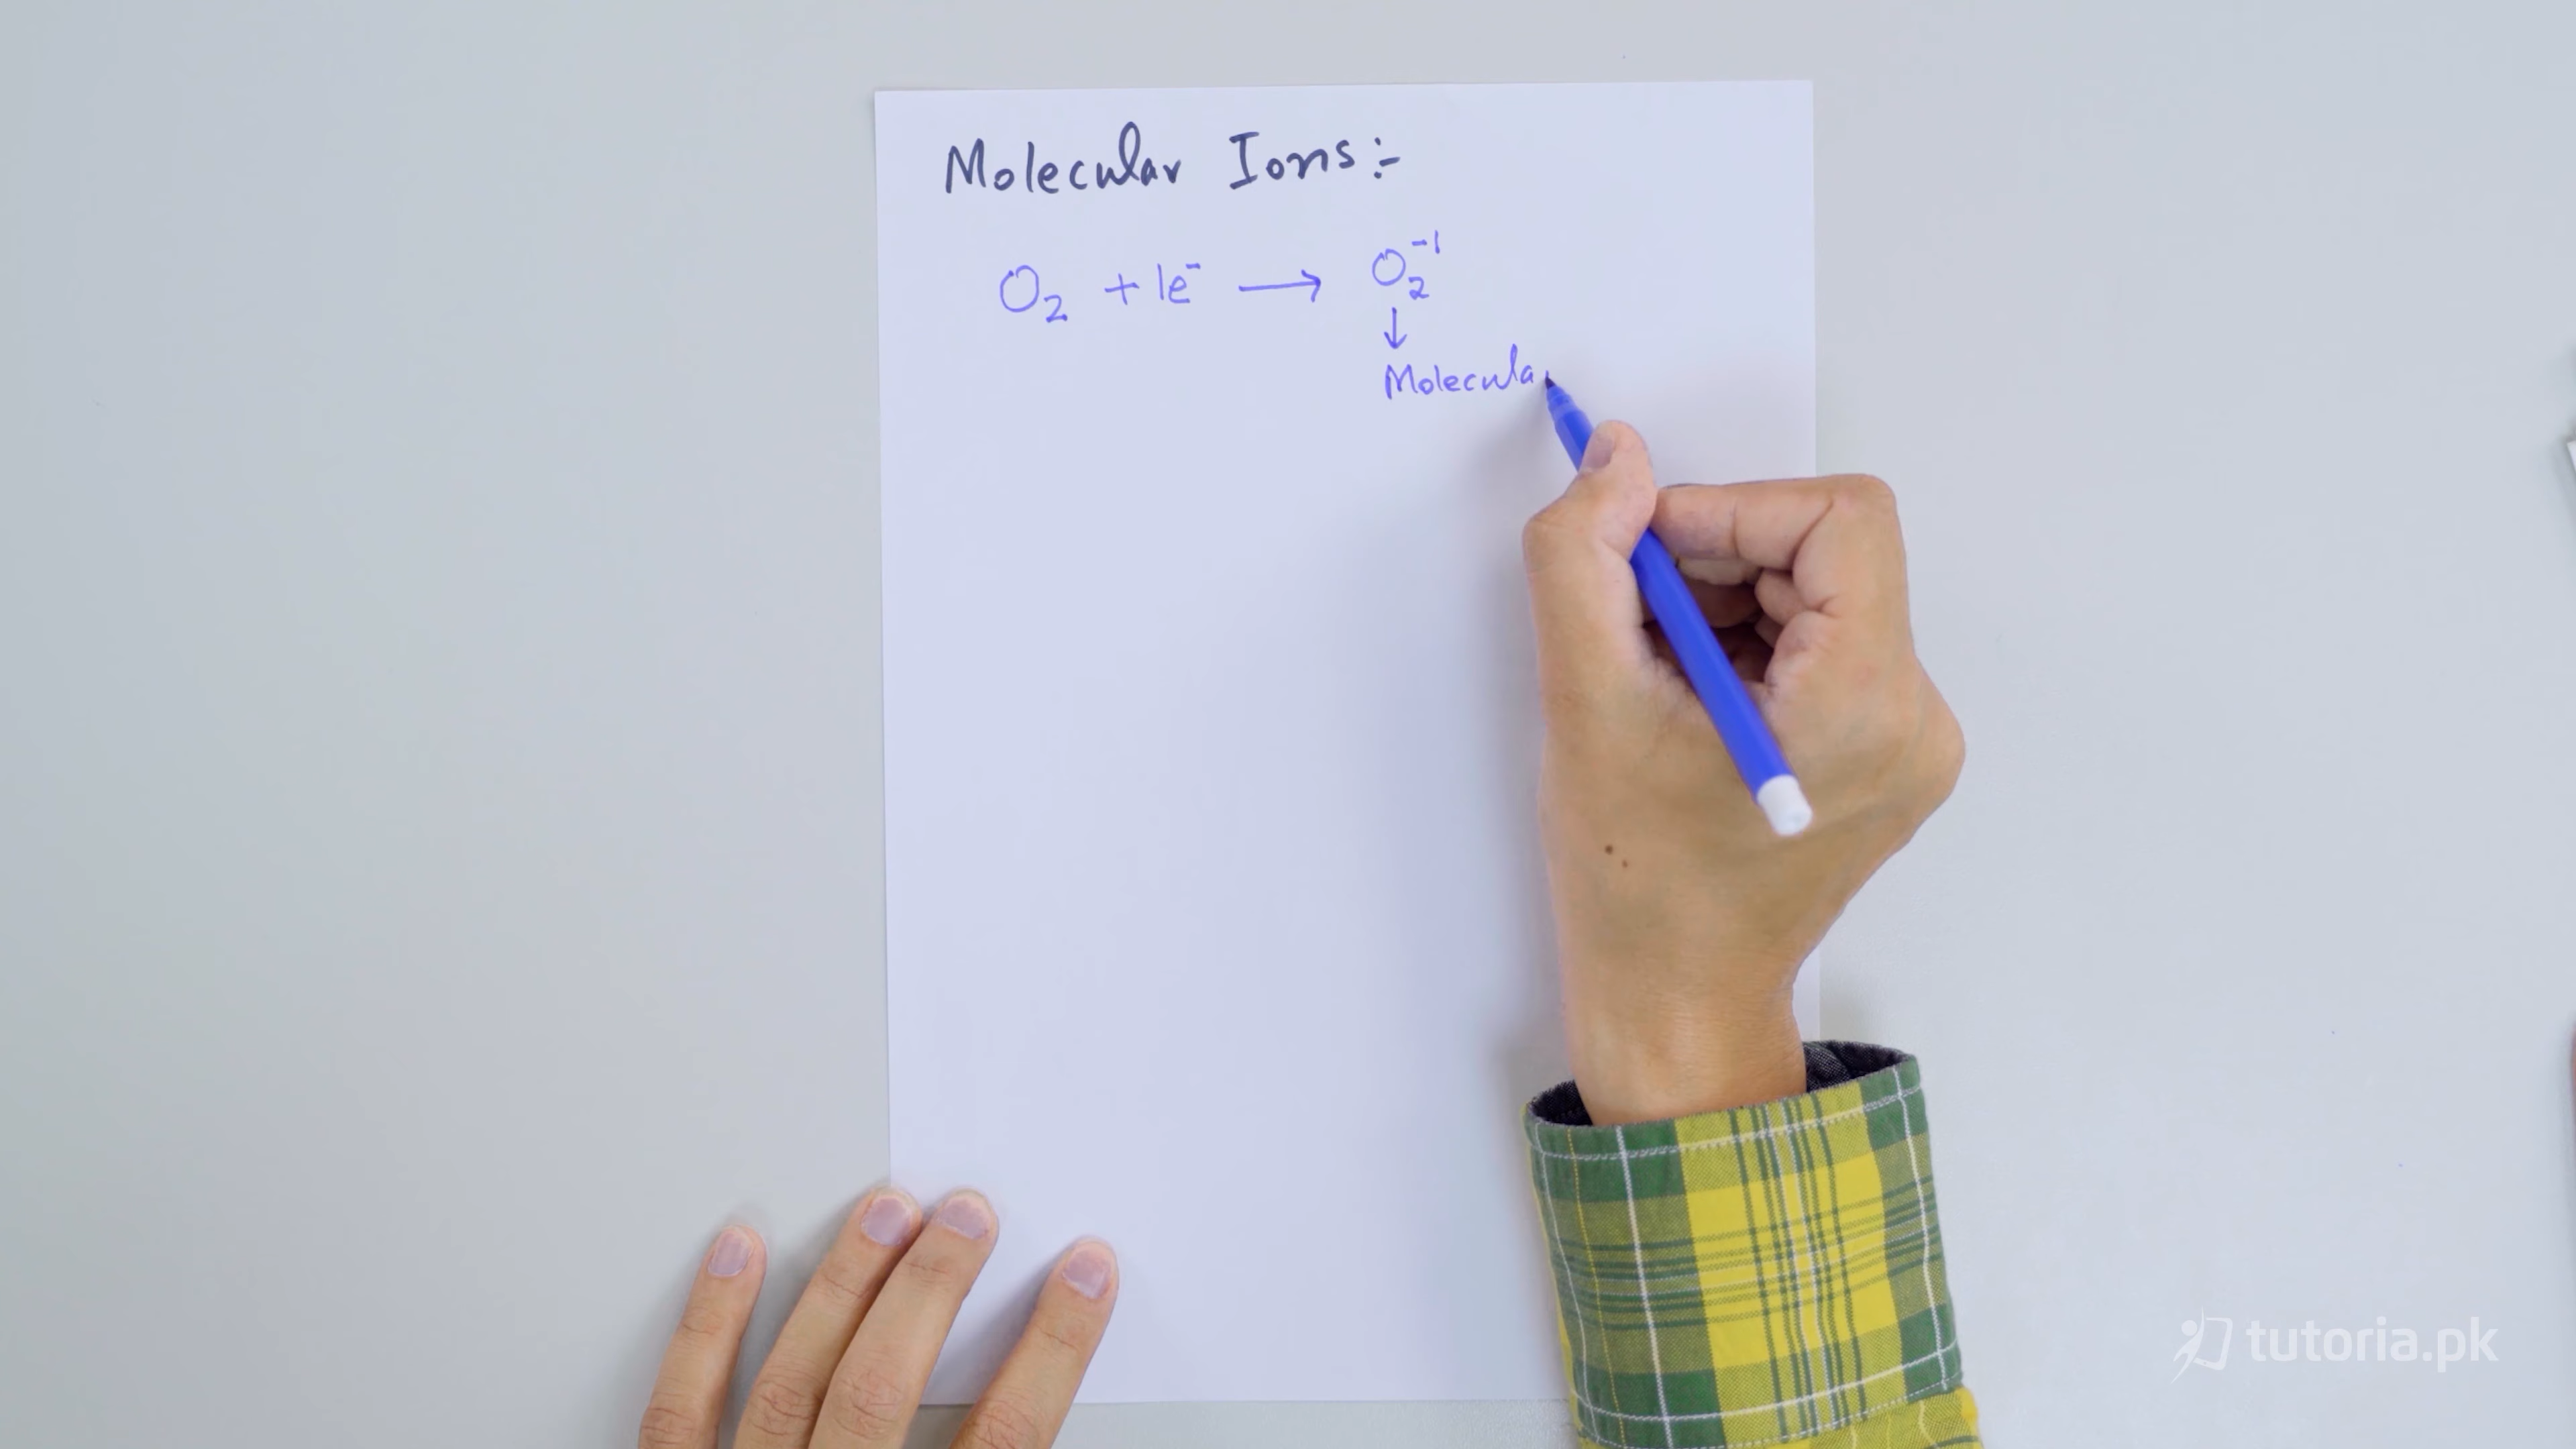 Molecular Ions:-
O₂ + 1e⁻ ⟶ O₂⁻¹
↓
Molecula
tutoria.pk